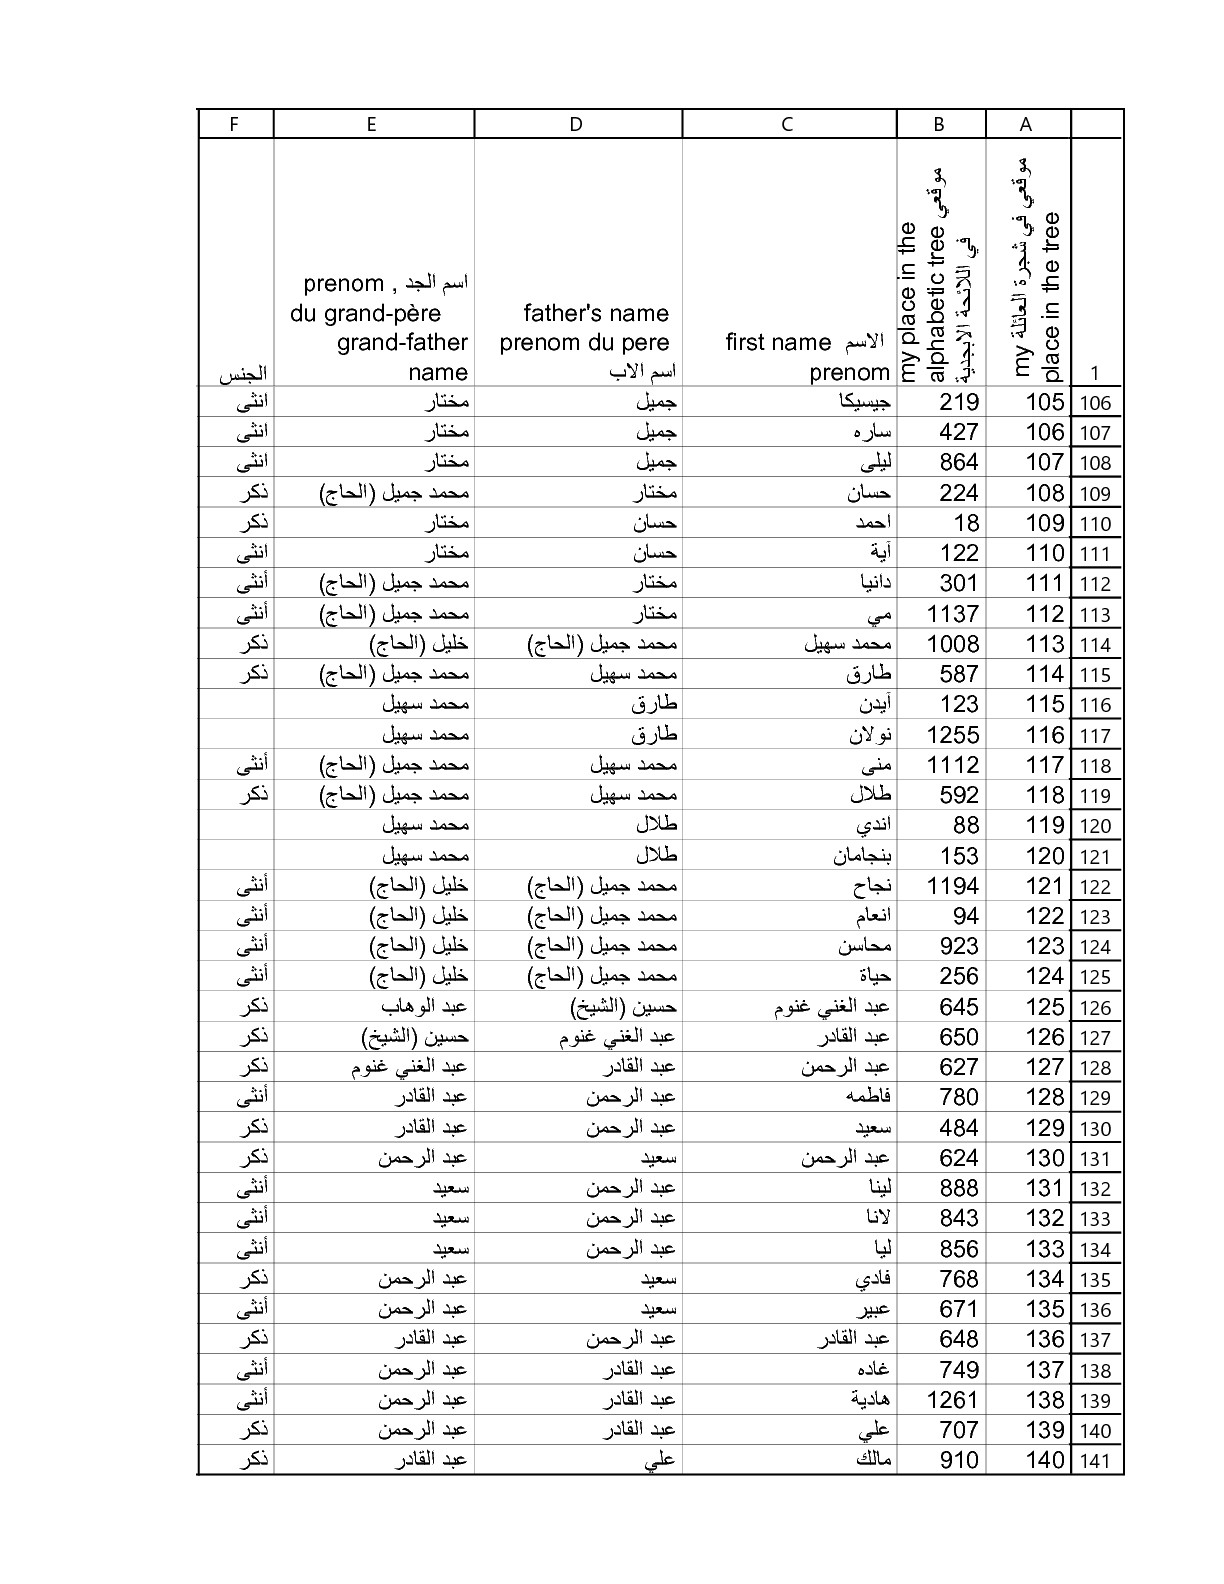 A B C D E F
1 موقعي في شجرة العائلة my place in the tree
my place in the alphabetic tree موقعي في اللائحة الابجدية
first name الاسم prenom
father's name prenom du pere اسم الاب
prenom , اسم الجد du grand-père grand-father name
الجنس
106 105 219 جيسيكا جميل مختار انثى
107 106 427 ساره جميل مختار انثى
108 107 864 ليلى جميل مختار انثى
109 108 224 حسان مختار محمد جميل (الحاج) ذكر
110 109 18 احمد حسان مختار ذكر
111 110 122 آية حسان مختار انثى
112 111 301 دانيا مختار محمد جميل (الحاج) أنثى
113 112 1137 مي مختار محمد جميل (الحاج) أنثى
114 113 1008 محمد سهيل محمد جميل (الحاج) خليل (الحاج) ذكر
115 114 587 طارق محمد سهيل محمد جميل (الحاج) ذكر
116 115 123 آيدن طارق محمد سهيل
117 116 1255 نولان طارق محمد سهيل
118 117 1112 منى محمد سهيل محمد جميل (الحاج) أنثى
119 118 592 طلال محمد سهيل محمد جميل (الحاج) ذكر
120 119 88 اندي طلال محمد سهيل
121 120 153 بنجامان طلال محمد سهيل
122 121 1194 نجاح محمد جميل (الحاج) خليل (الحاج) أنثى
123 122 94 انعام محمد جميل (الحاج) خليل (الحاج) أنثى
124 123 923 محاسن محمد جميل (الحاج) خليل (الحاج) أنثى
125 124 256 حياة محمد جميل (الحاج) خليل (الحاج) أنثى
126 125 645 عبد الغني غنوم حسين (الشيخ) عبد الوهاب ذكر
127 126 650 عبد القادر عبد الغني غنوم حسين (الشيخ) ذكر
128 127 627 عبد الرحمن عبد القادر عبد الغني غنوم ذكر
129 128 780 فاطمه عبد الرحمن عبد القادر أنثى
130 129 484 سعيد عبد الرحمن عبد القادر ذكر
131 130 624 عبد الرحمن سعيد عبد الرحمن ذكر
132 131 888 لينا عبد الرحمن سعيد أنثى
133 132 843 لانا عبد الرحمن سعيد أنثى
134 133 856 ليا عبد الرحمن سعيد أنثى
135 134 768 فادي سعيد عبد الرحمن ذكر
136 135 671 عبير سعيد عبد الرحمن أنثى
137 136 648 عبد القادر عبد الرحمن عبد القادر ذكر
138 137 749 غاده عبد القادر عبد الرحمن أنثى
139 138 1261 هادية عبد القادر عبد الرحمن أنثى
140 139 707 علي عبد القادر عبد الرحمن ذكر
141 140 910 مالك علي عبد القادر ذكر